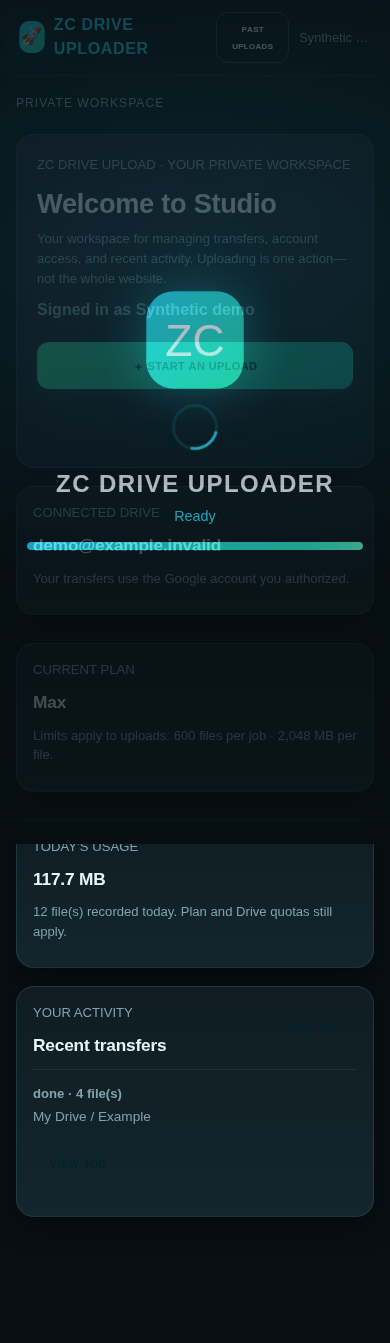 ZC DRIVE
UPLOADER
PAST
UPLOADS
Synthetic ...
PRIVATE WORKSPACE
ZC DRIVE UPLOAD · YOUR PRIVATE WORKSPACE
Welcome to Studio
Your workspace for managing transfers, account
access, and recent activity. Uploading is one action—
not the whole website.
Signed in as Synthetic demo
ZC
+ START AN UPLOAD
ZC DRIVE UPLOADER
CONNECTED DRIVE
Ready
demo@example.invalid
Your transfers use the Google account you authorized.
CURRENT PLAN
Max
Limits apply to uploads: 600 files per job · 2,048 MB per
file.
TODAY'S USAGE
117.7 MB
12 file(s) recorded today. Plan and Drive quotas still
apply.
YOUR ACTIVITY
Recent transfers
done · 4 file(s)
My Drive / Example
VIEW JOB